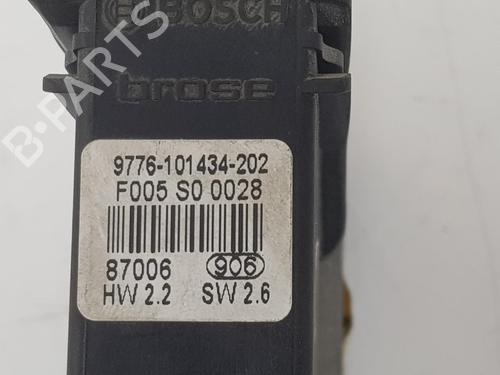 BOSCH
brose
B-PARTS
9776-101434-202
F005 S0 0028
87006 906
HW 2.2 SW 2.6